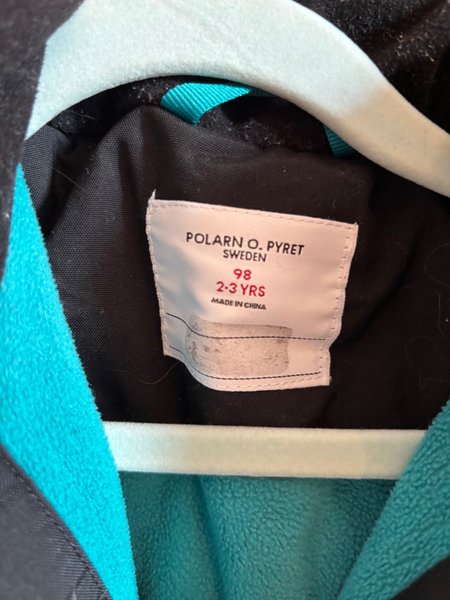 POLARN O. PYRET
SWEDEN
98
2-3 YRS
MADE IN CHINA